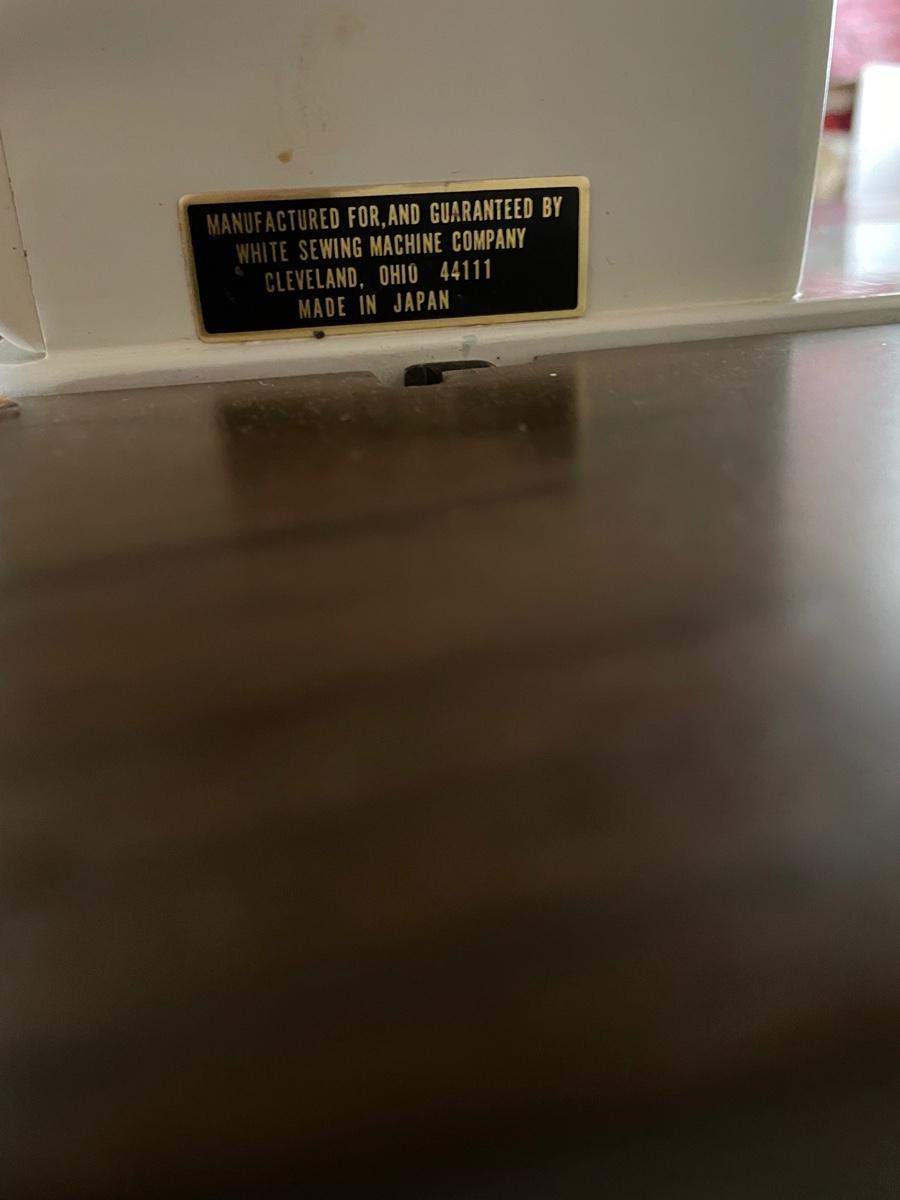 MANUFACTURED FOR,AND GUARANTEED BY
WHITE SEWING MACHINE COMPANY
CLEVELAND, OHIO 44111
MADE IN JAPAN